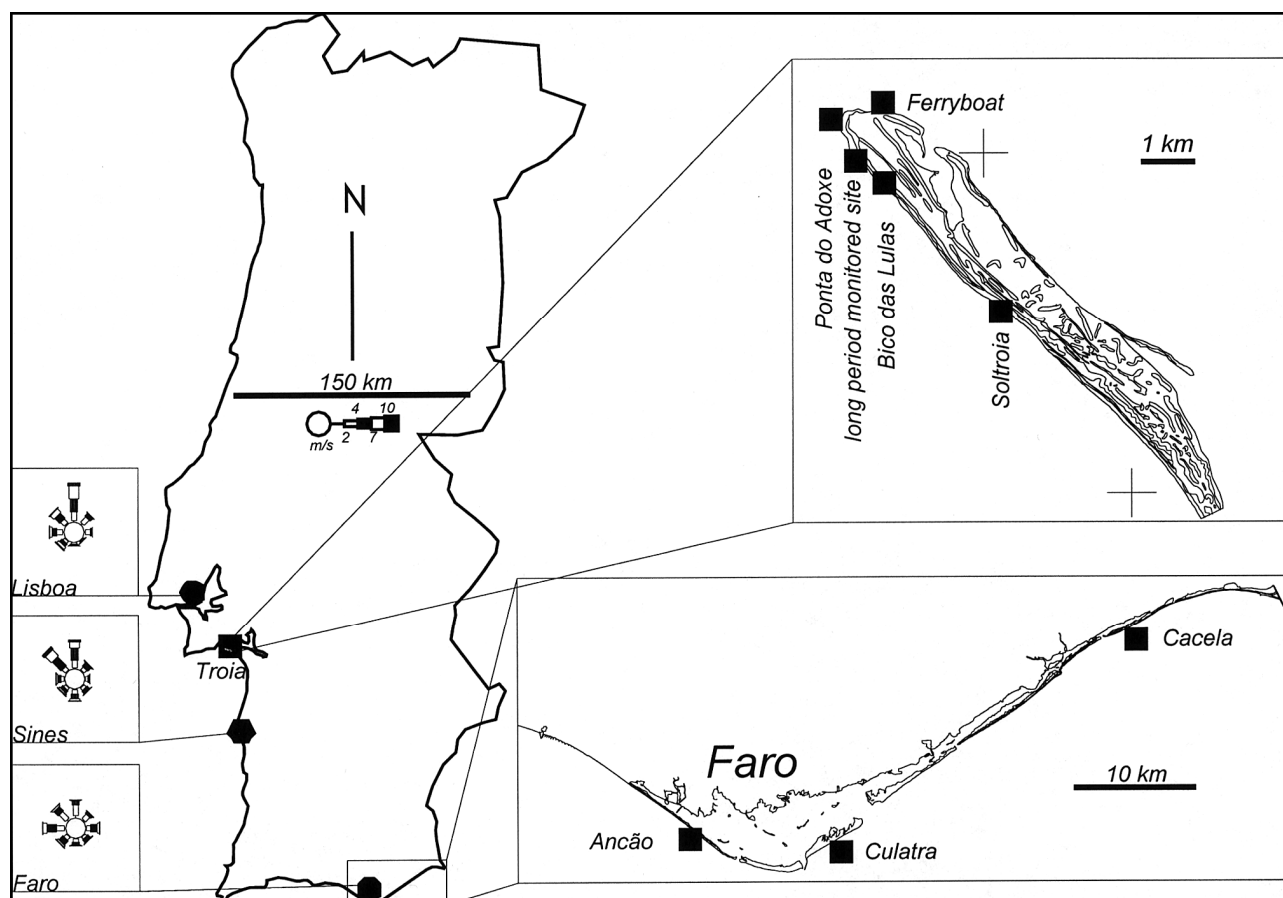 N
150 km
4 10
2 7
m/s
Lisboa
Sines
Faro
Troia
Ferryboat
1 km
Ponta do Adoxe
long period monitored site
Bico das Lulas
Soltroia
Cacela
Faro
10 km
Ancão
Culatra